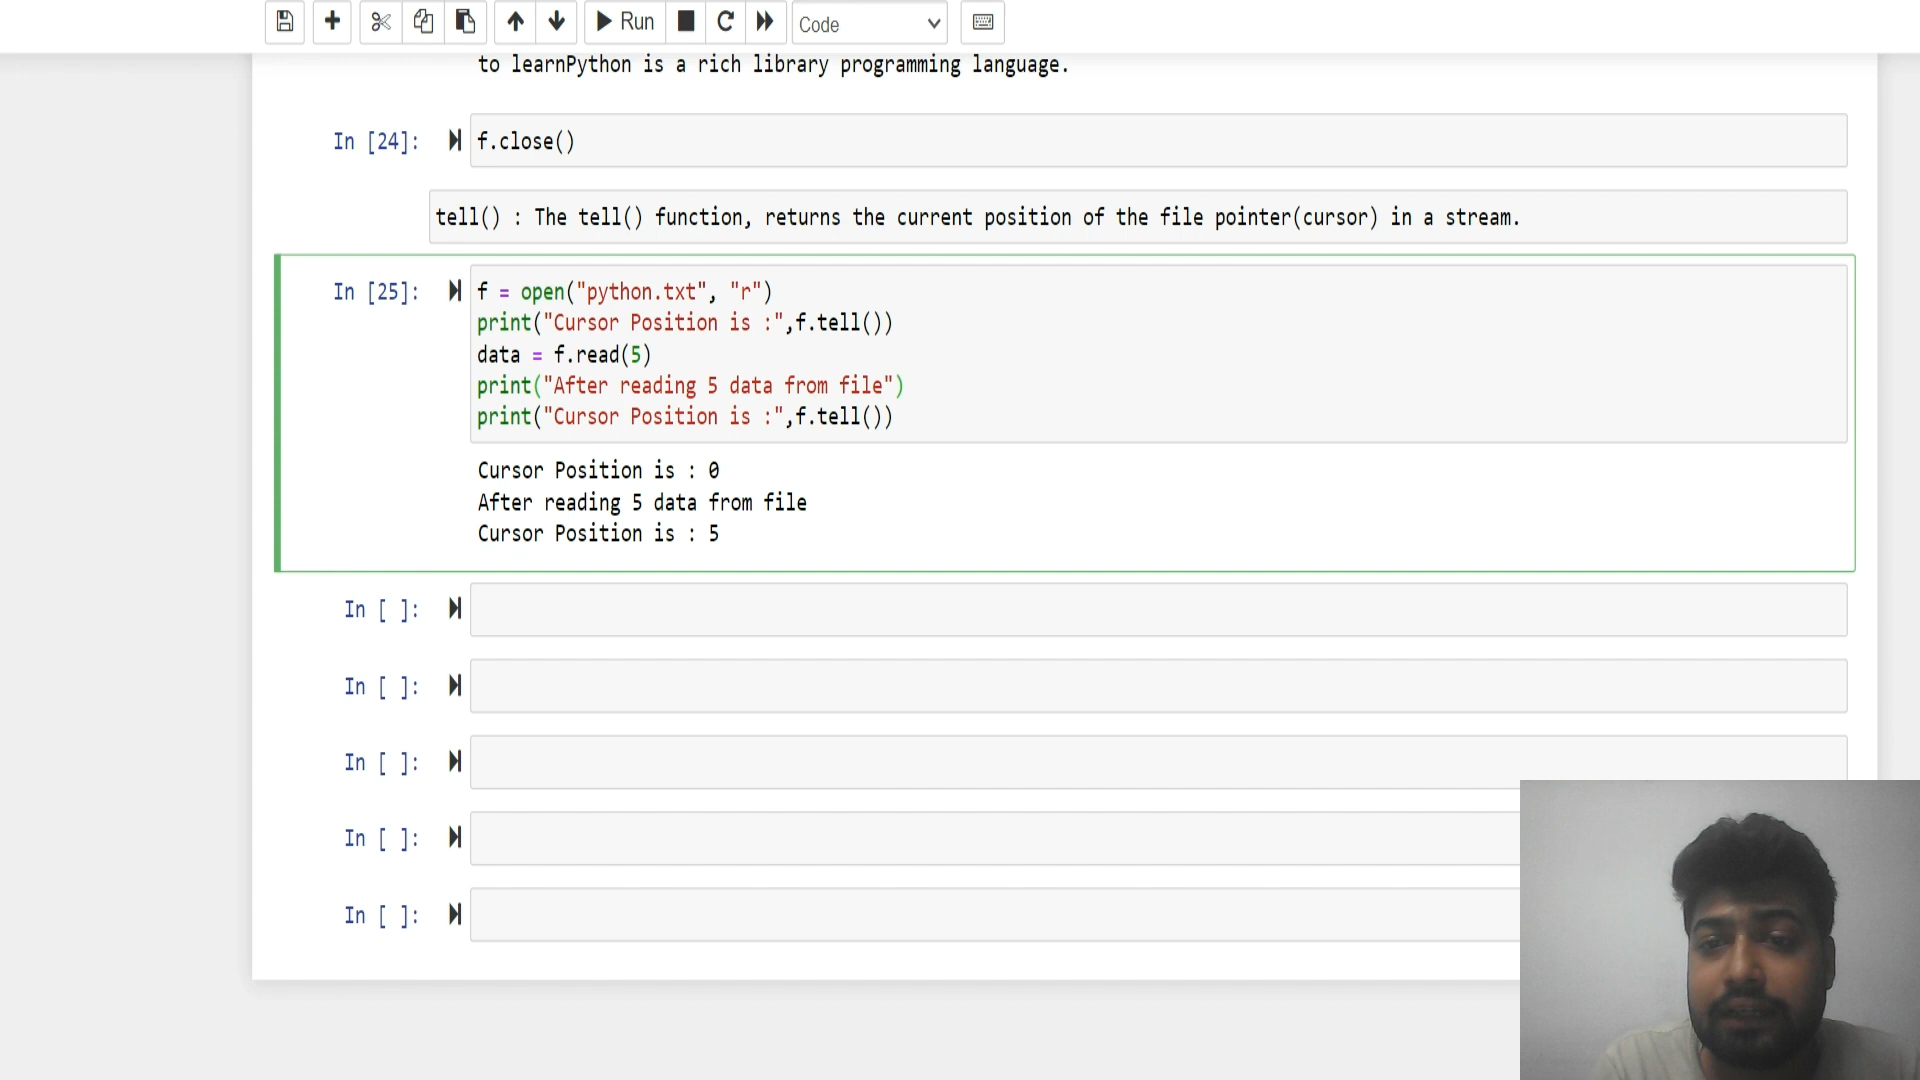 Run
Code
to learnPython is a rich library programming language.
In [24]:
f.close()
tell() : The tell() function, returns the current position of the file pointer(cursor) in a stream.
In [25]:
f = open("python.txt", "r")
print("Cursor Position is :",f.tell())
data = f.read(5)
print("After reading 5 data from file")
print("Cursor Position is :",f.tell())
Cursor Position is : 0
After reading 5 data from file
Cursor Position is : 5
In [ ]:
In [ ]:
In [ ]:
In [ ]:
In [ ]: